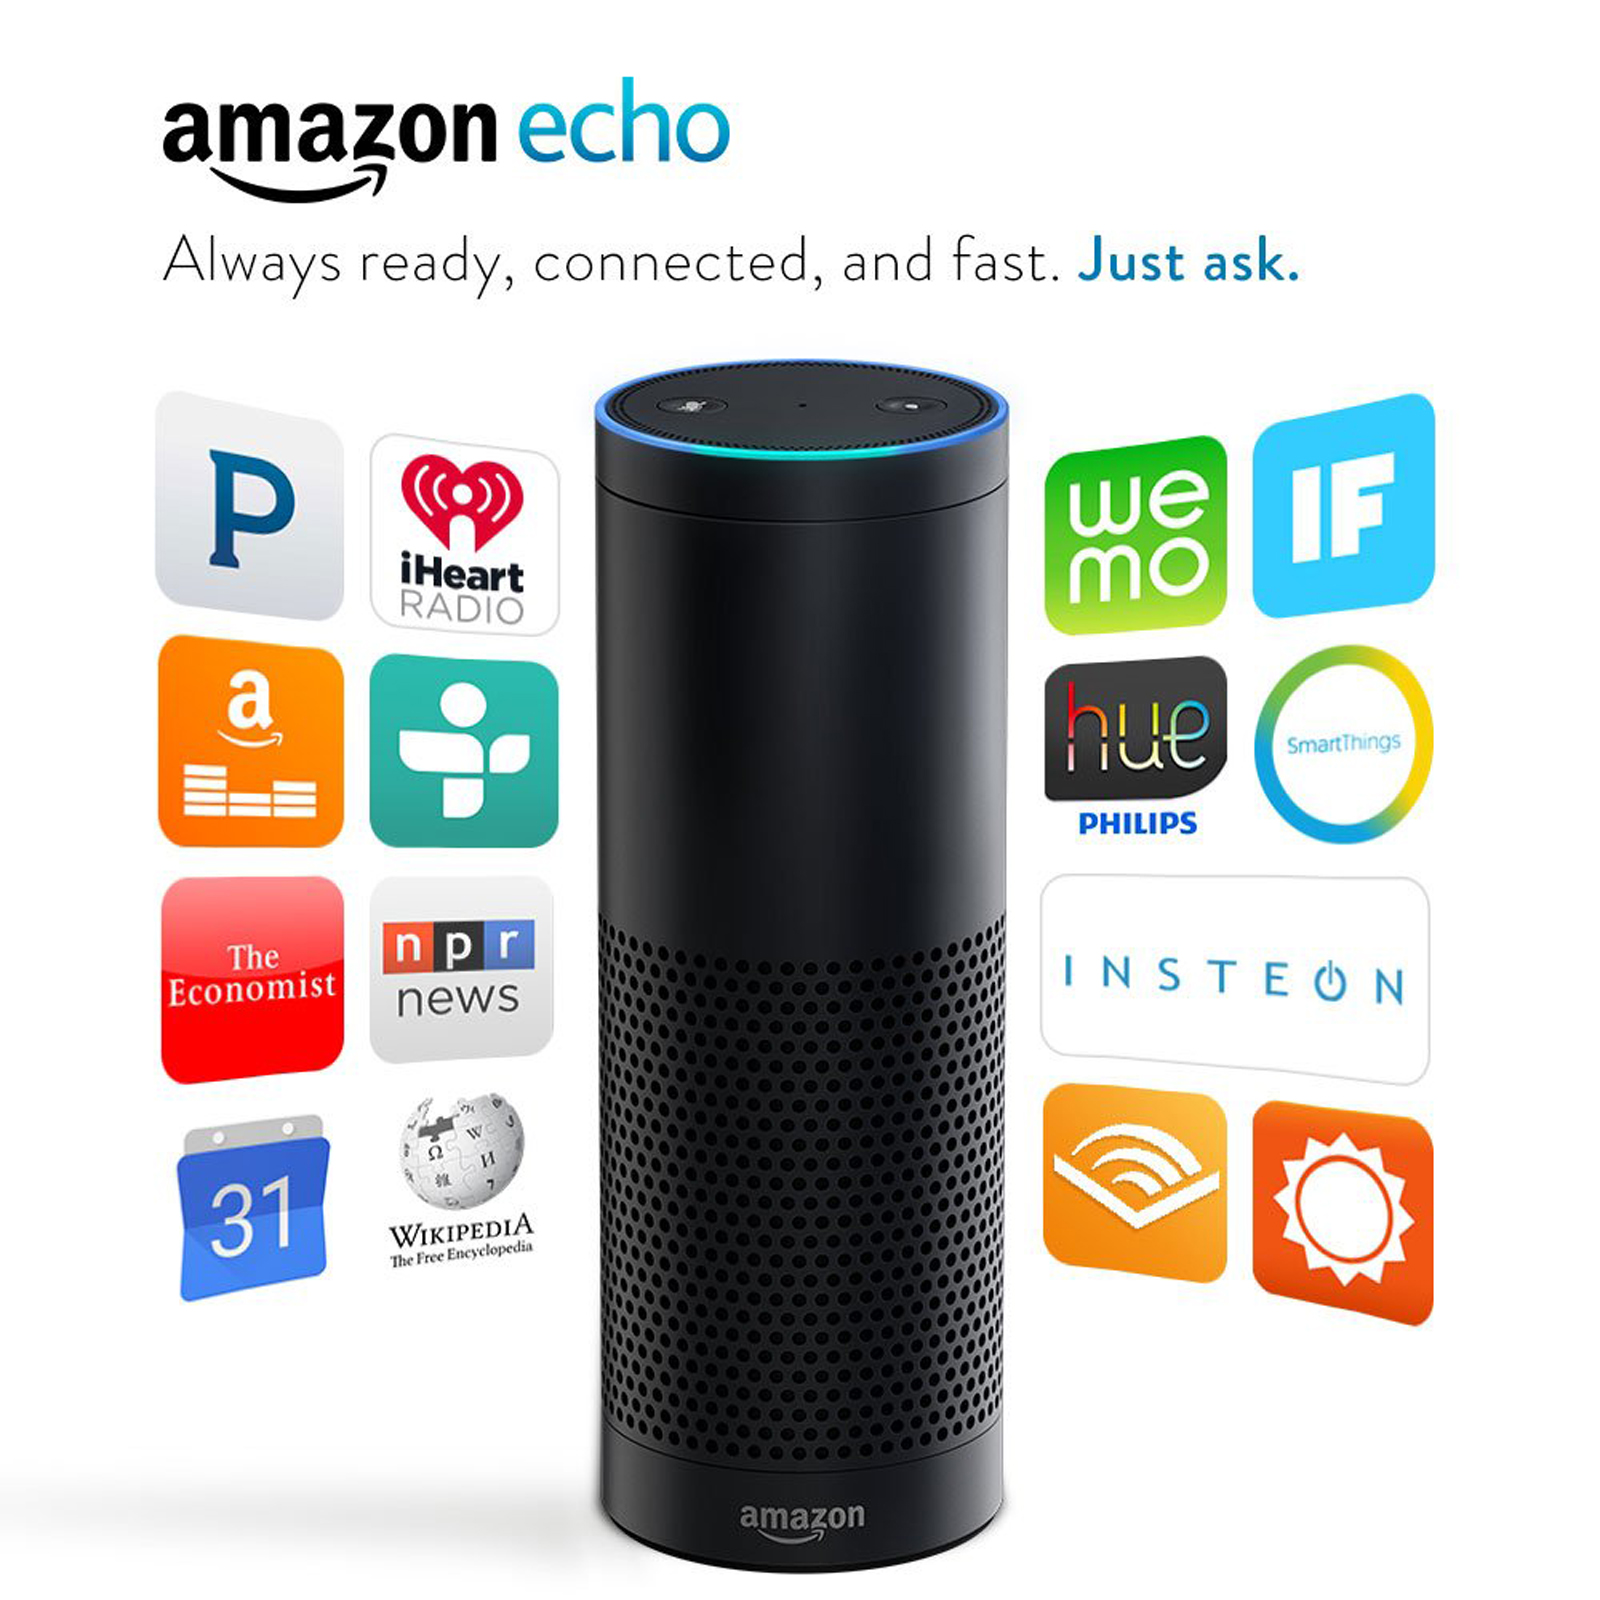 amazon echo
Always ready, connected, and fast. Just ask.
P
iHeart
RADIO
we
mo
IF
a
hue
PHILIPS
SmartThings
The
Economist
npr
news
INSTEON
31
Ω
W
И
維
WIKIPEDIA
The Free Encyclopedia
amazon